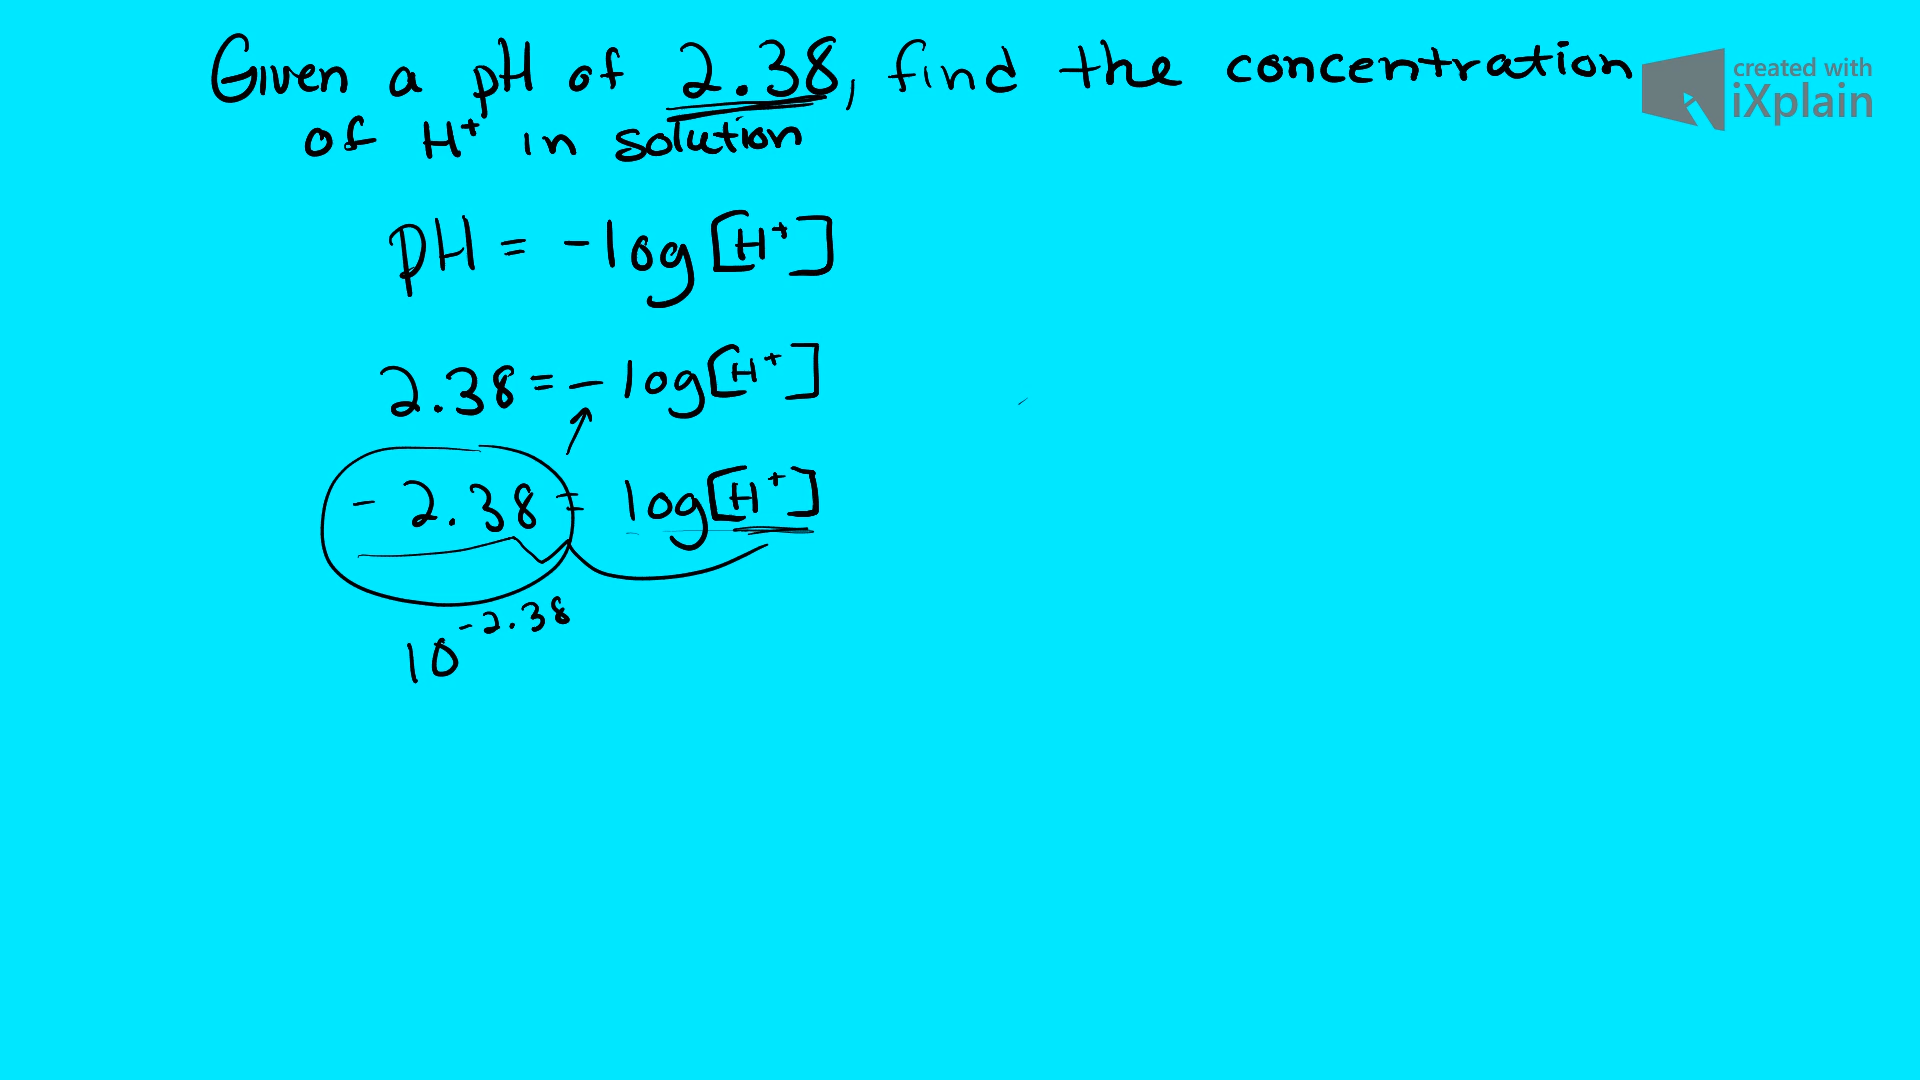 Given a pH of 2.38, find the concentration
of H⁺ in solution
created with
iXplain
pH = -log[H⁺]
2.38 = - log[H⁺]
- 2.38 = log[H⁺]
10⁻²·³⁸